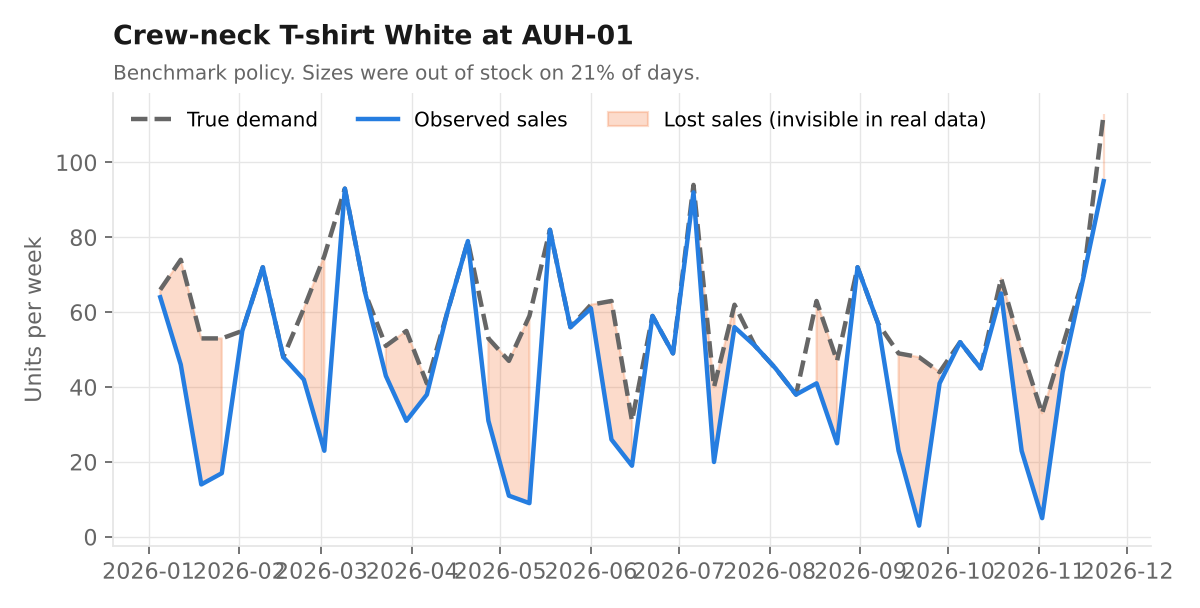 Crew-neck T-shirt White at AUH-01
Benchmark policy. Sizes were out of stock on 21% of days.
True demand Observed sales Lost sales (invisible in real data)
Units per week
100
80
60
40
20
0
2026-01 2026-02 2026-03 2026-04 2026-05 2026-06 2026-07 2026-08 2026-09 2026-10 2026-11 2026-12